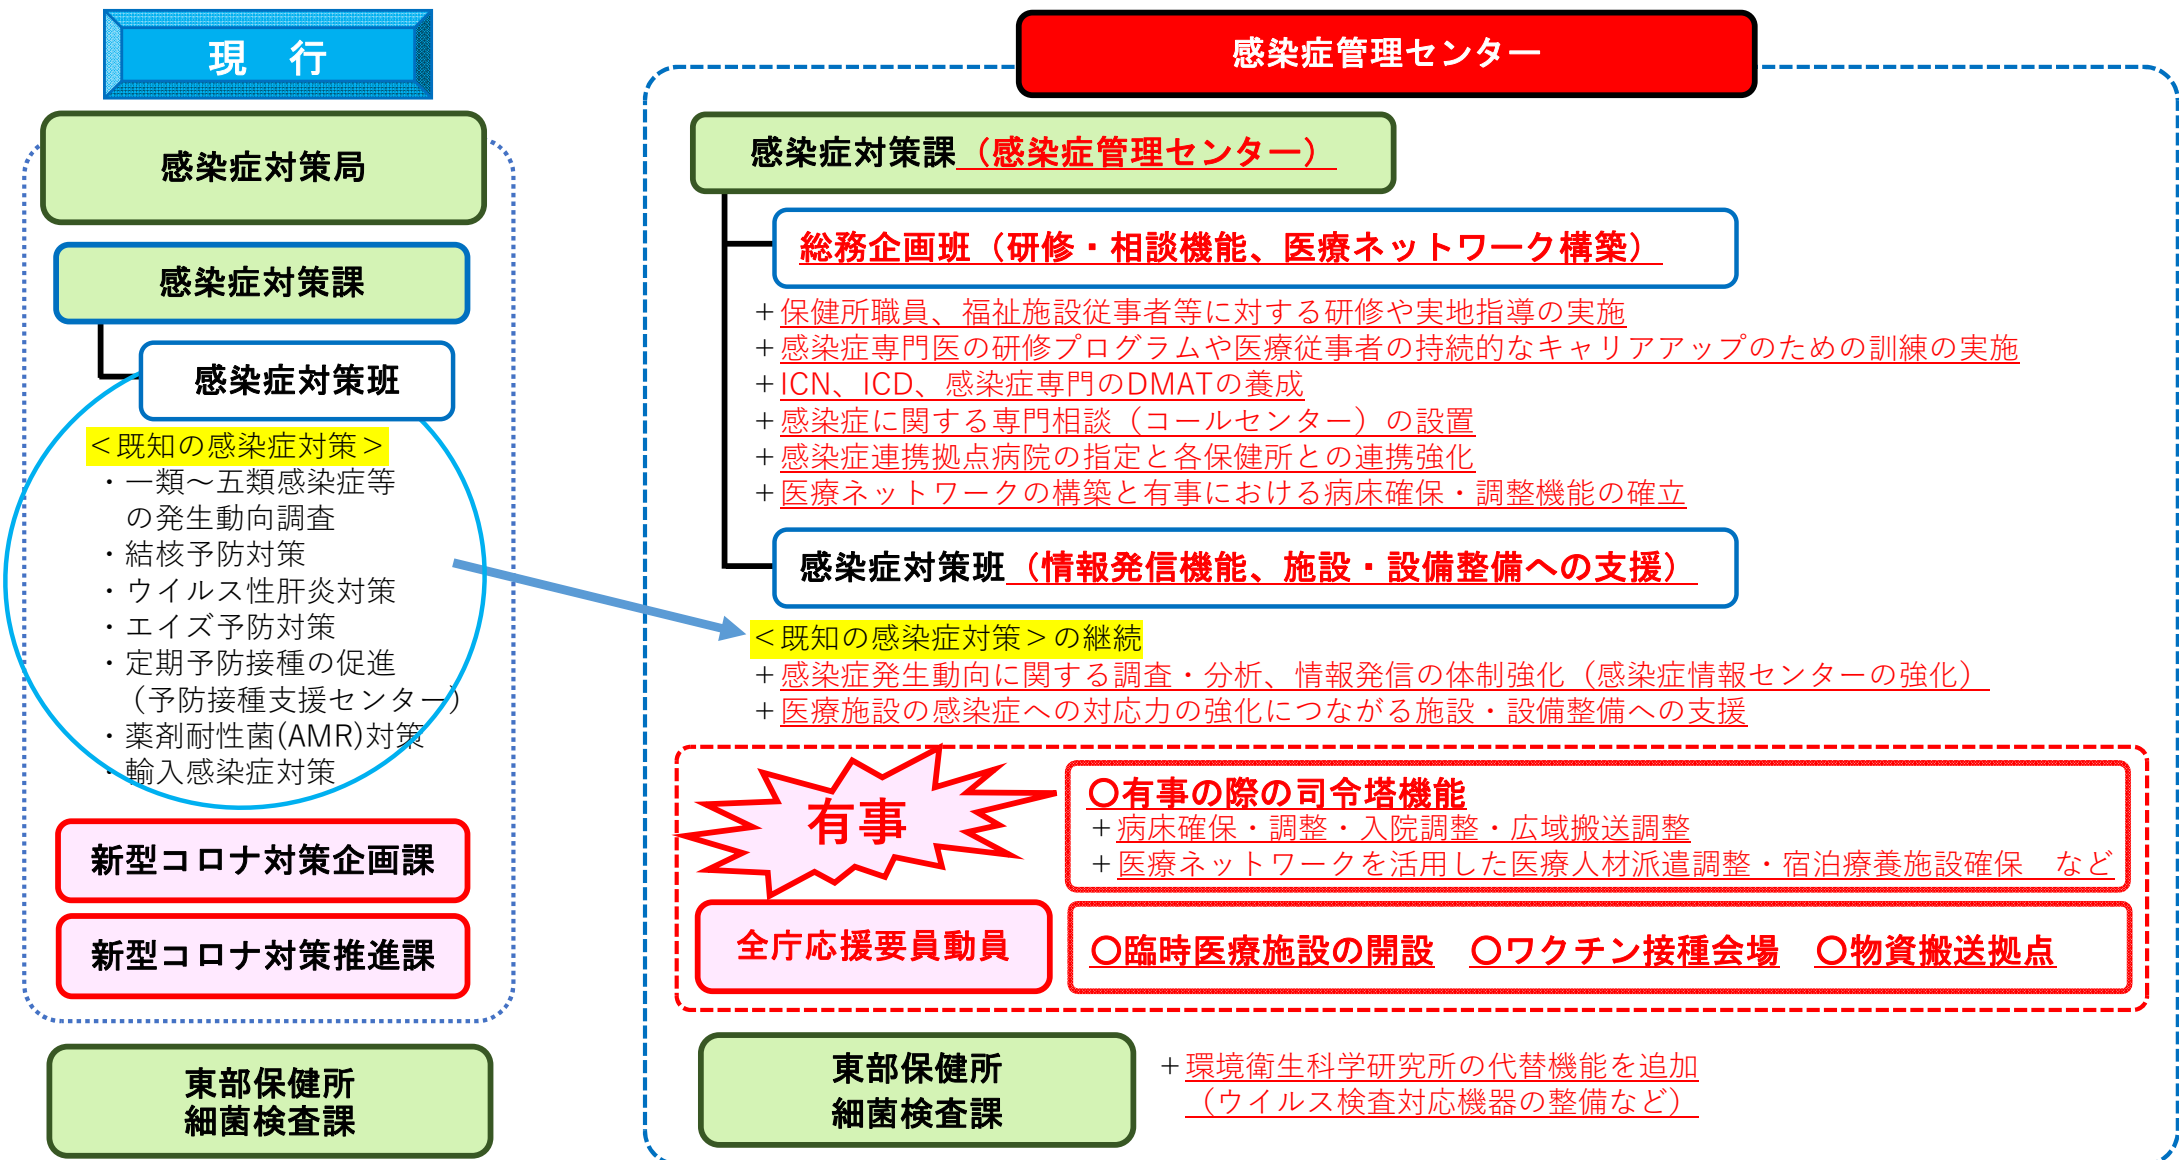 現　行
感染症対策局
感染症対策課
感染症対策班
＜既知の感染症対策＞
・一類～五類感染症等
の発生動向調査
・結核予防対策
・ウイルス性肝炎対策
・エイズ予防対策
・定期予防接種の促進
（予防接種支援センター）
・薬剤耐性菌(AMR)対策
・輸入感染症対策
新型コロナ対策企画課
新型コロナ対策推進課
東部保健所
細菌検査課
感染症管理センター
感染症対策課（感染症管理センター）
総務企画班（研修・相談機能、医療ネットワーク構築）
＋保健所職員、福祉施設従事者等に対する研修や実地指導の実施
＋感染症専門医の研修プログラムや医療従事者の持続的なキャリアアップのための訓練の実施
＋ICN、ICD、感染症専門のDMATの養成
＋感染症に関する専門相談（コールセンター）の設置
＋感染症連携拠点病院の指定と各保健所との連携強化
＋医療ネットワークの構築と有事における病床確保・調整機能の確立
感染症対策班（情報発信機能、施設・設備整備への支援）
＜既知の感染症対策＞の継続
＋感染症発生動向に関する調査・分析、情報発信の体制強化（感染症情報センターの強化）
＋医療施設の感染症への対応力の強化につながる施設・設備整備への支援
有事
〇有事の際の司令塔機能
＋病床確保・調整・入院調整・広域搬送調整
＋医療ネットワークを活用した医療人材派遣調整・宿泊療養施設確保　など
全庁応援要員動員
〇臨時医療施設の開設　〇ワクチン接種会場　〇物資搬送拠点
東部保健所
細菌検査課
＋環境衛生科学研究所の代替機能を追加
（ウイルス検査対応機器の整備など）